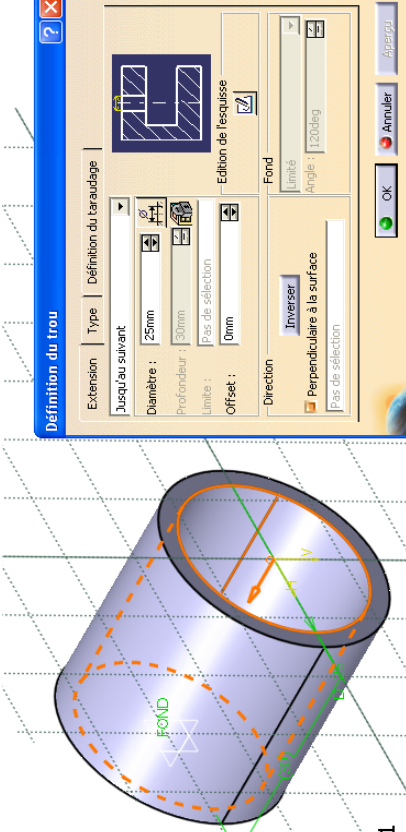 Définition du trou
Extension
Type
Définition du taraudage
Jusqu'au suivant
Diamètre :
25mm
Profondeur :
30mm
Limite :
Pas de sélection
Offset :
0mm
Edition de l'esquisse
Direction
Inverser
Perpendiculaire à la surface
Pas de sélection
Fond
Limité
Angle :
120deg
OK
Annuler
Aperçu
FOND
V
H
1